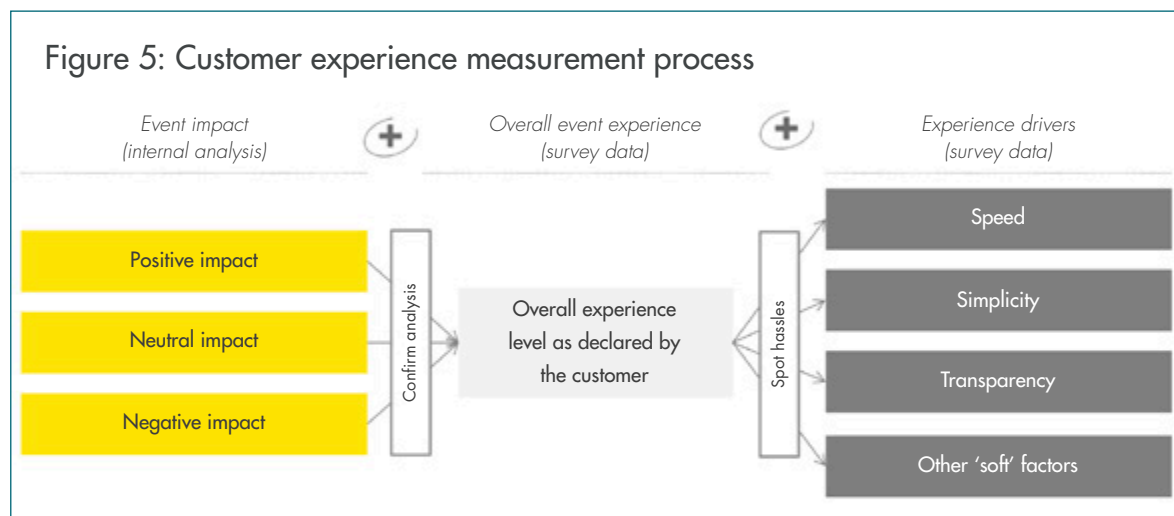 Figure 5: Customer experience measurement process
Event impact
(internal analysis)
Overall event experience
(survey data)
Experience drivers
(survey data)
Positive impact
Neutral impact
Negative impact
Confirm analysis
Overall experience
level as declared by
the customer
Spot hassles
Speed
Simplicity
Transparency
Other ‘soft’ factors